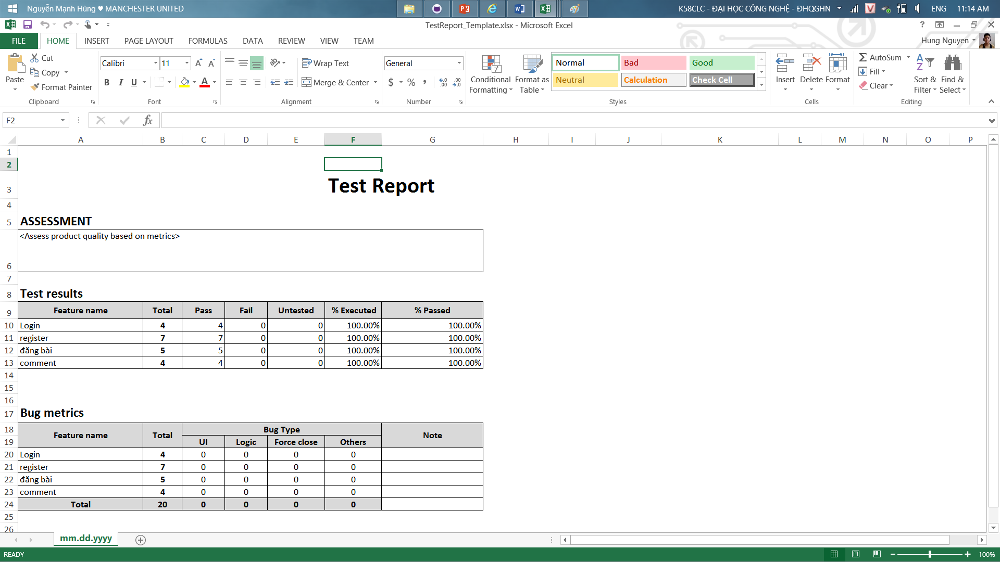 Nguyễn Mạnh Hùng ♥ MANCHESTER UNITED
K58CLC - ĐẠI HỌC CÔNG NGHỆ - ĐHQGHN ENG 11:14 AM
TestReport_Template.xlsx - Microsoft Excel
FILE HOME INSERT PAGE LAYOUT FORMULAS DATA REVIEW VIEW TEAM Hung Nguyen
Cut
Copy
Format Painter
Paste
Clipboard
Calibri 11
B I U
Font
Wrap Text
Merge & Center
Alignment
General
$ % ,
Number
Conditional Formatting
Format as Table
Normal Bad Good
Neutral Calculation Check Cell
Styles
Insert Delete Format
Cells
AutoSum
Fill
Clear
Sort & Filter
Find & Select
Editing
F2 fx
A B C D E F G H I J K L M N O P
1
2
3 Test Report
4
5 ASSESSMENT
6 <Assess product quality based on metrics>
7
8 Test results
9 Feature name Total Pass Fail Untested % Executed % Passed
10 Login 4 4 0 0 100.00% 100.00%
11 register 7 7 0 0 100.00% 100.00%
12 đăng bài 5 5 0 0 100.00% 100.00%
13 comment 4 4 0 0 100.00% 100.00%
14
15
16
17 Bug metrics
18 Feature name Total Bug Type Note
19 UI Logic Force close Others
20 Login 4 0 0 0 0
21 register 7 0 0 0 0
22 đăng bài 5 0 0 0 0
23 comment 4 0 0 0 0
24 Total 20 0 0 0 0
25
26
mm.dd.yyyy
READY 100%